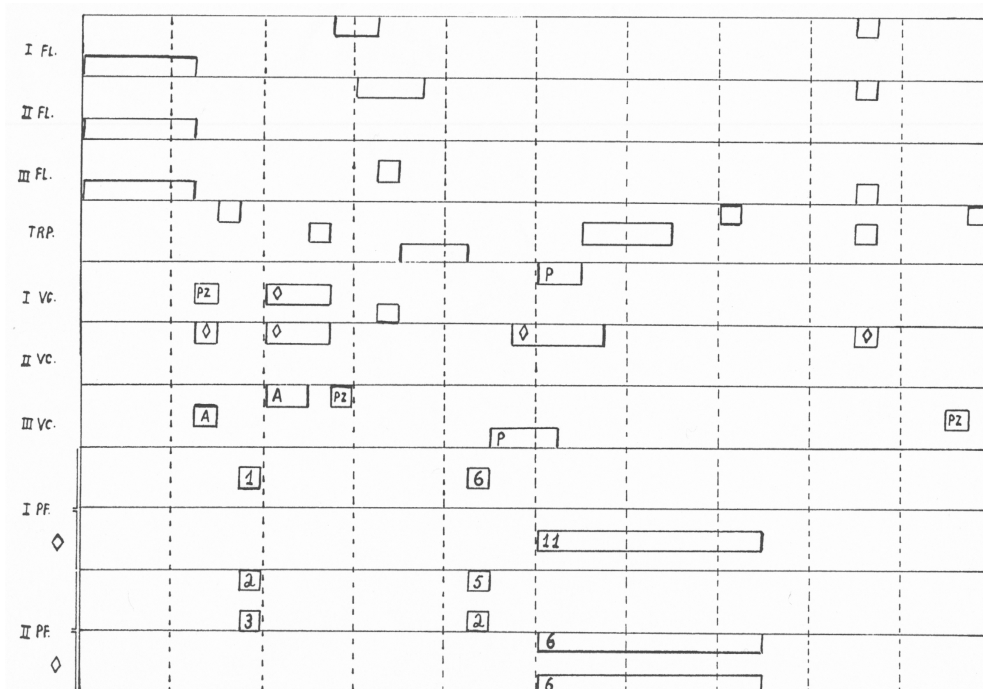 I FL.
II FL.
III FL.
TRP.
I VC. PZ ◊ P
II VC. ◊ ◊ ◊ ◊
III VC. A A PZ P PZ
I PF. 1 6
◊ 11
II PF. 2 5
3 2
◊ 6
6